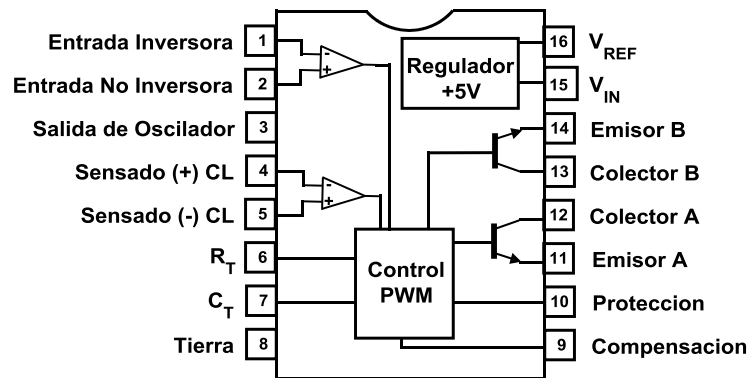 Entrada Inversora 1
Entrada No Inversora 2
Salida de Oscilador 3
Sensado (+) CL 4
Sensado (-) CL 5
RT 6
CT 7
Tierra 8
-
+
-
+
Regulador
+5V
Control
PWM
16 VREF
15 VIN
14 Emisor B
13 Colector B
12 Colector A
11 Emisor A
10 Proteccion
9 Compensacion